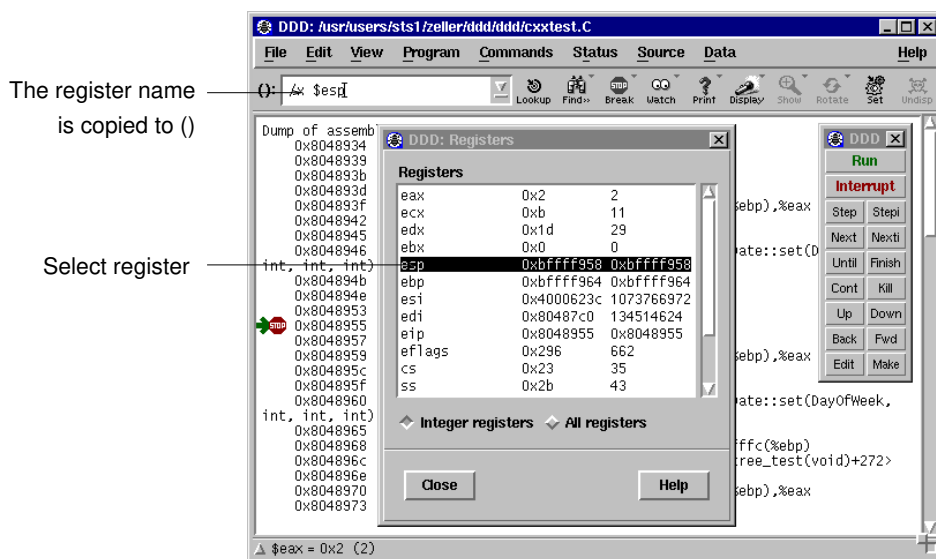 DDD: /usr/users/sts1/zeller/ddd/ddd/cxxtest.C
File Edit View Program Commands Status Source Data Help
The register name
is copied to ()
(): /x $esp
Lookup Find» Break Watch Print Display Show Rotate Set Undisp
Dump of assemb
0x8048934
0x8048939
0x804893b
0x804893d
0x804893f %ebp),%eax
0x8048942
0x8048945
0x8048946 ate::set(D
int, int, int)
0x804894b
0x804894e
0x8048953
STOP 0x8048955
0x8048957
0x8048959 %ebp),%eax
0x804895c
0x804895f
0x8048960 ate::set(DayOfWeek,
int, int, int)
0x8048965
0x8048968 fffc(%ebp)
0x804896c tree_test(void)+272>
0x804896e
0x8048970 %ebp),%eax
0x8048973
Select register
DDD: Registers
Registers
eax 0x2 2
ecx 0xb 11
edx 0x1d 29
ebx 0x0 0
esp 0xbffff958 0xbffff958
ebp 0xbffff964 0xbffff964
esi 0x4000623c 1073766972
edi 0x80487c0 134514624
eip 0x8048955 0x8048955
eflags 0x296 662
cs 0x23 35
ss 0x2b 43
Integer registers All registers
Close Help
DDD
Run
Interrupt
Step Stepi
Next Nexti
Until Finish
Cont Kill
Up Down
Back Fwd
Edit Make
$eax = 0x2 (2)